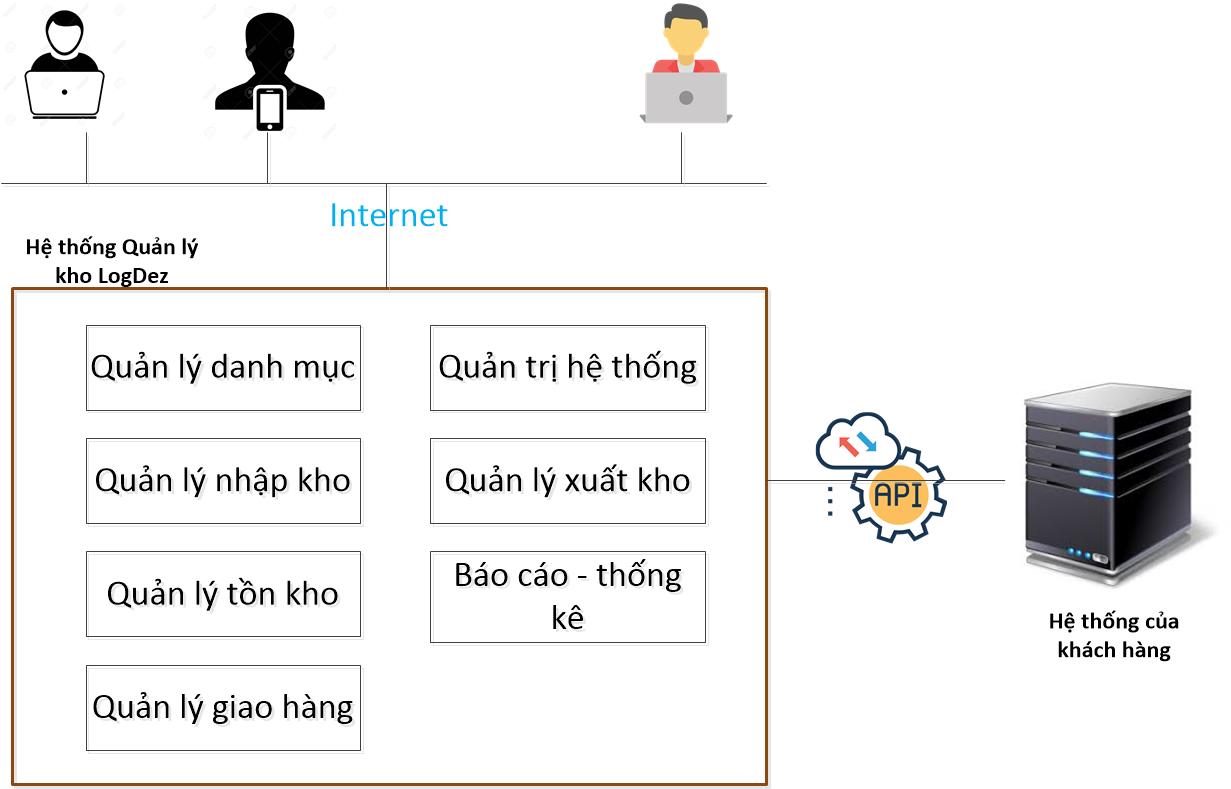 Internet
Hệ thống Quản lý
kho LogDez
Quản lý danh mục
Quản trị hệ thống
Quản lý nhập kho
Quản lý xuất kho
Quản lý tồn kho
Báo cáo - thống
kê
Quản lý giao hàng
API
Hệ thống của
khách hàng